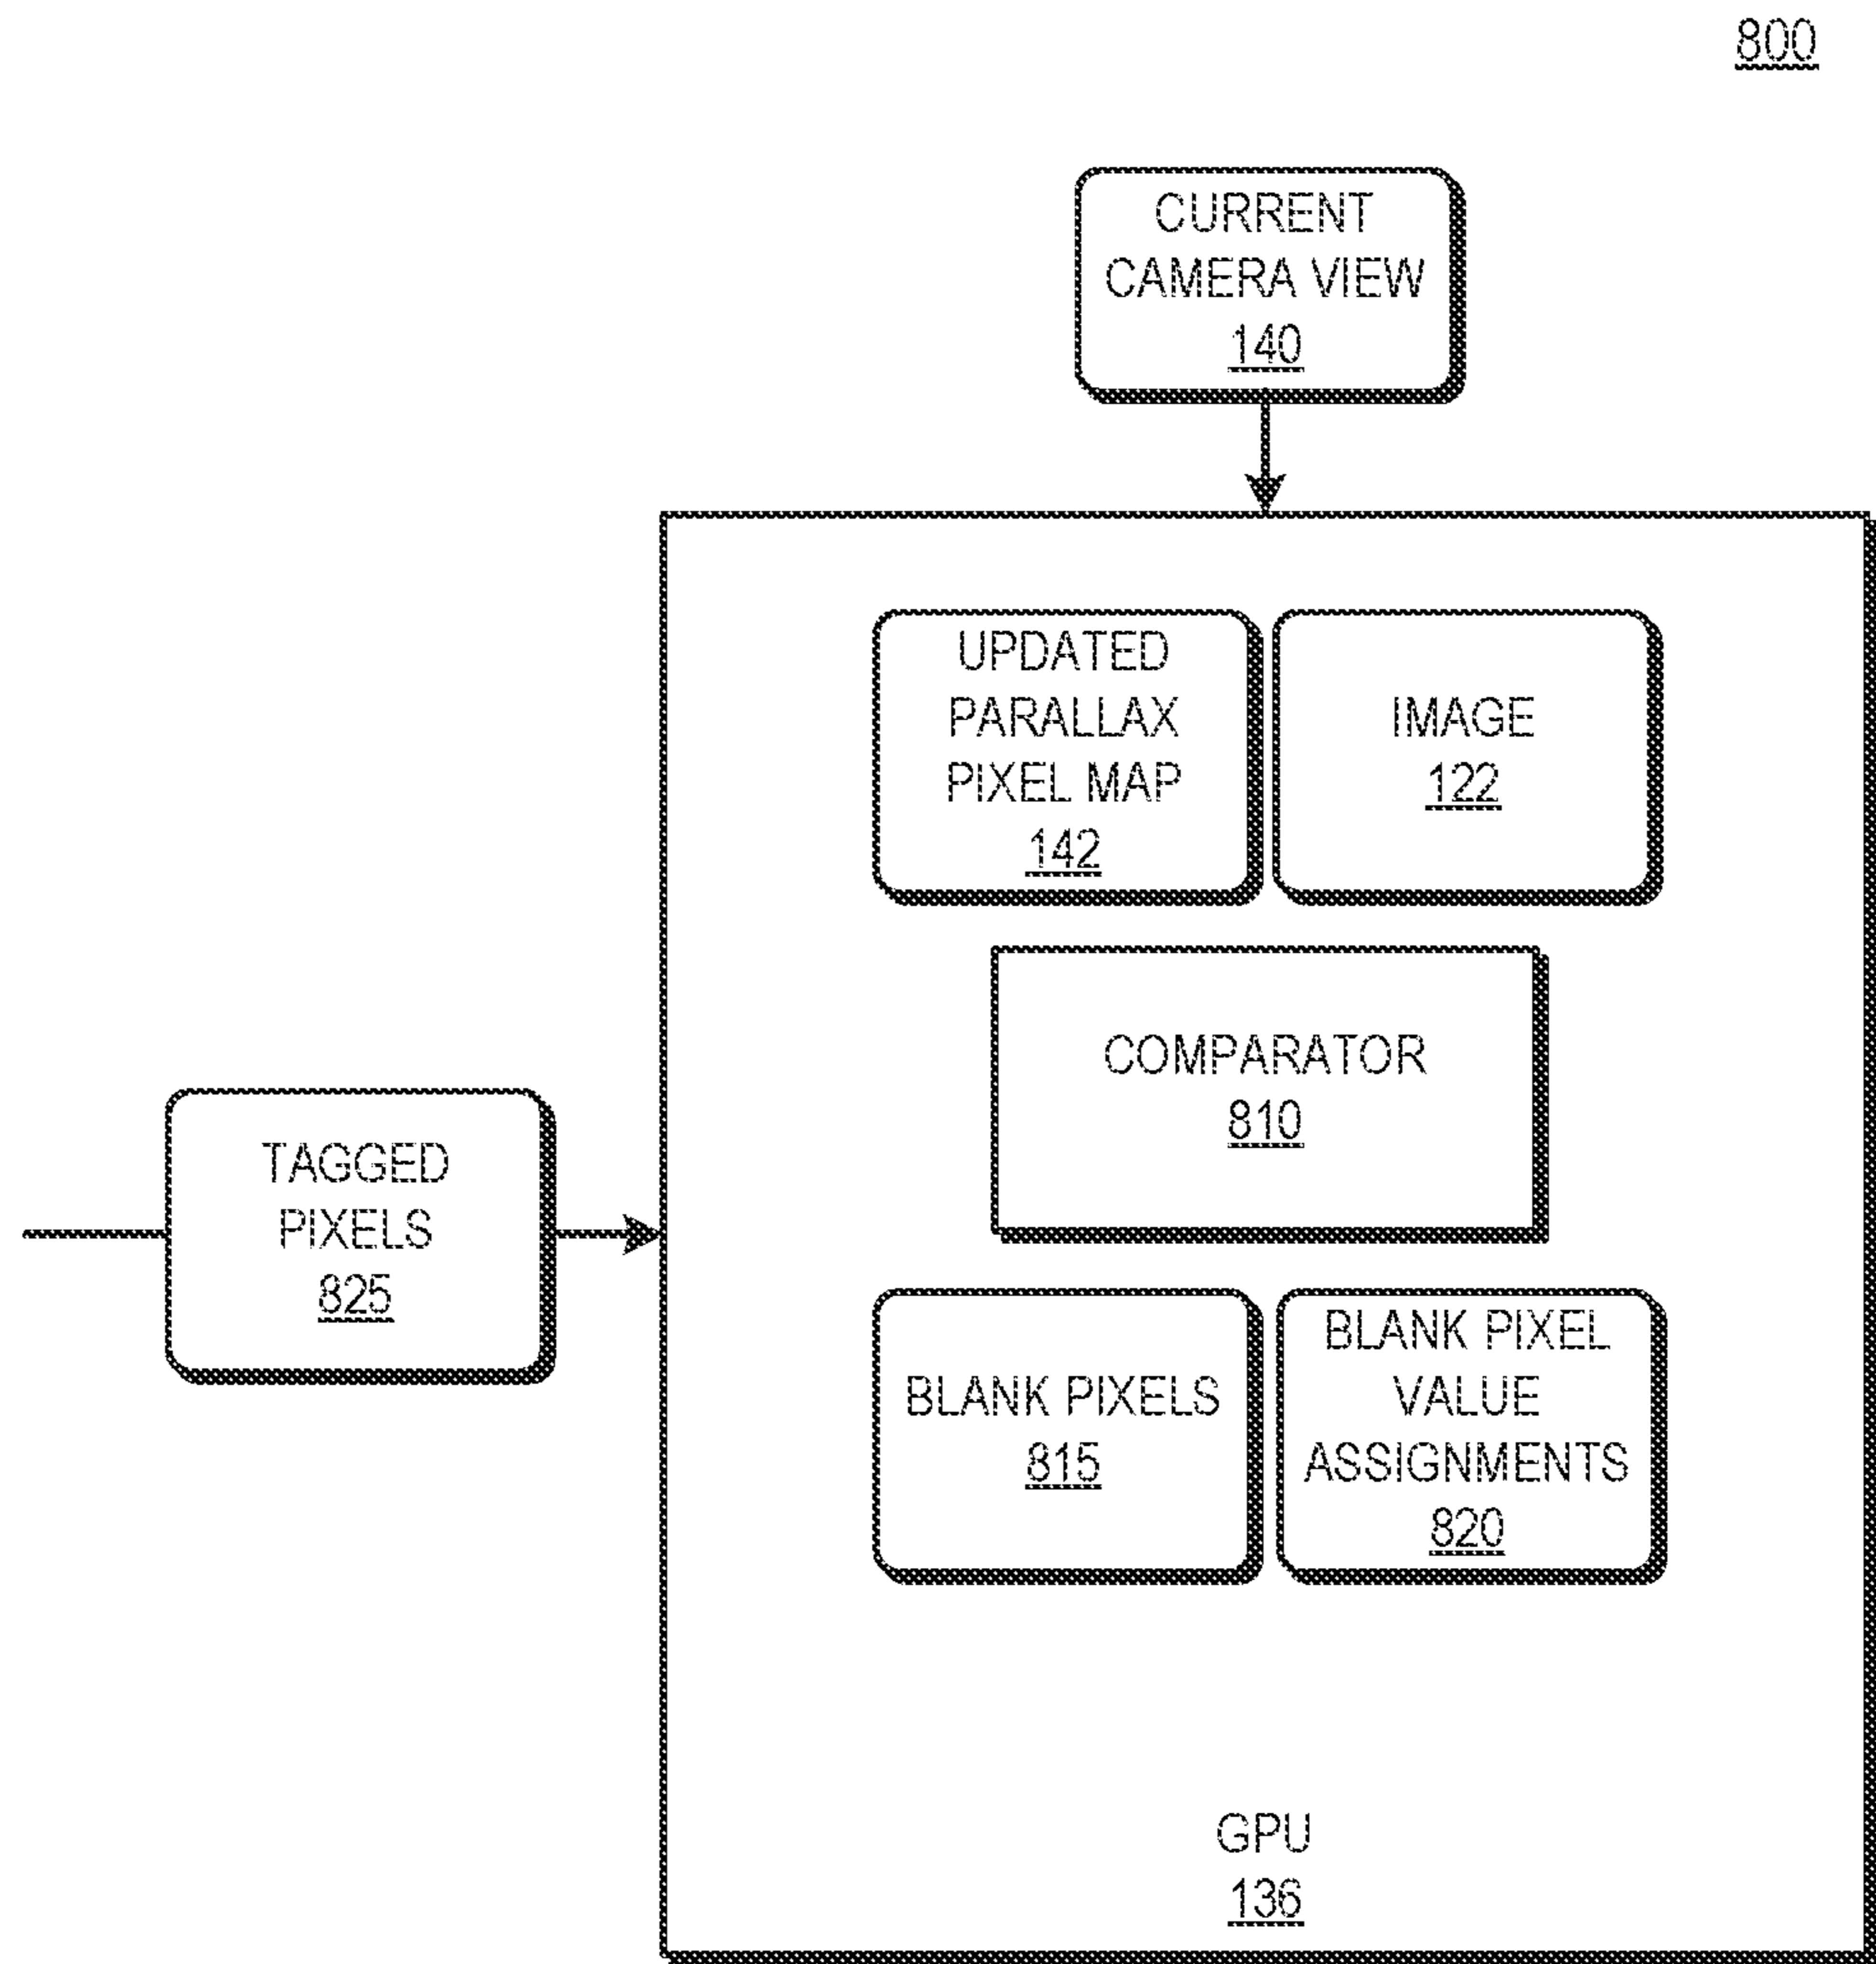 800
CURRENT
CAMERA VIEW
140
UPDATED
PARALLAX
PIXEL MAP
142
IMAGE
122
COMPARATOR
810
TAGGED
PIXELS
825
BLANK PIXELS
815
BLANK PIXEL
VALUE
ASSIGNMENTS
820
GPU
136